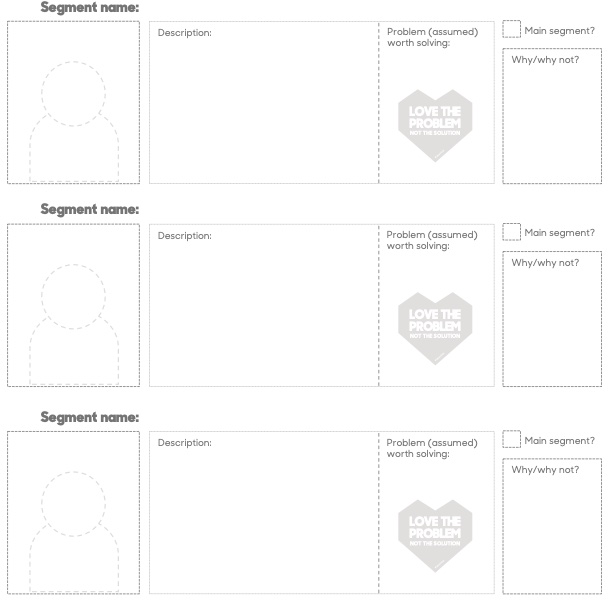 Segment name:
Description:
Problem (assumed)
worth solving:
LOVE THE
PROBLEM
NOT THE SOLUTION
Main segment?
Why/why not?
Segment name:
Description:
Problem (assumed)
worth solving:
LOVE THE
PROBLEM
NOT THE SOLUTION
Main segment?
Why/why not?
Segment name:
Description:
Problem (assumed)
worth solving:
LOVE THE
PROBLEM
NOT THE SOLUTION
Main segment?
Why/why not?